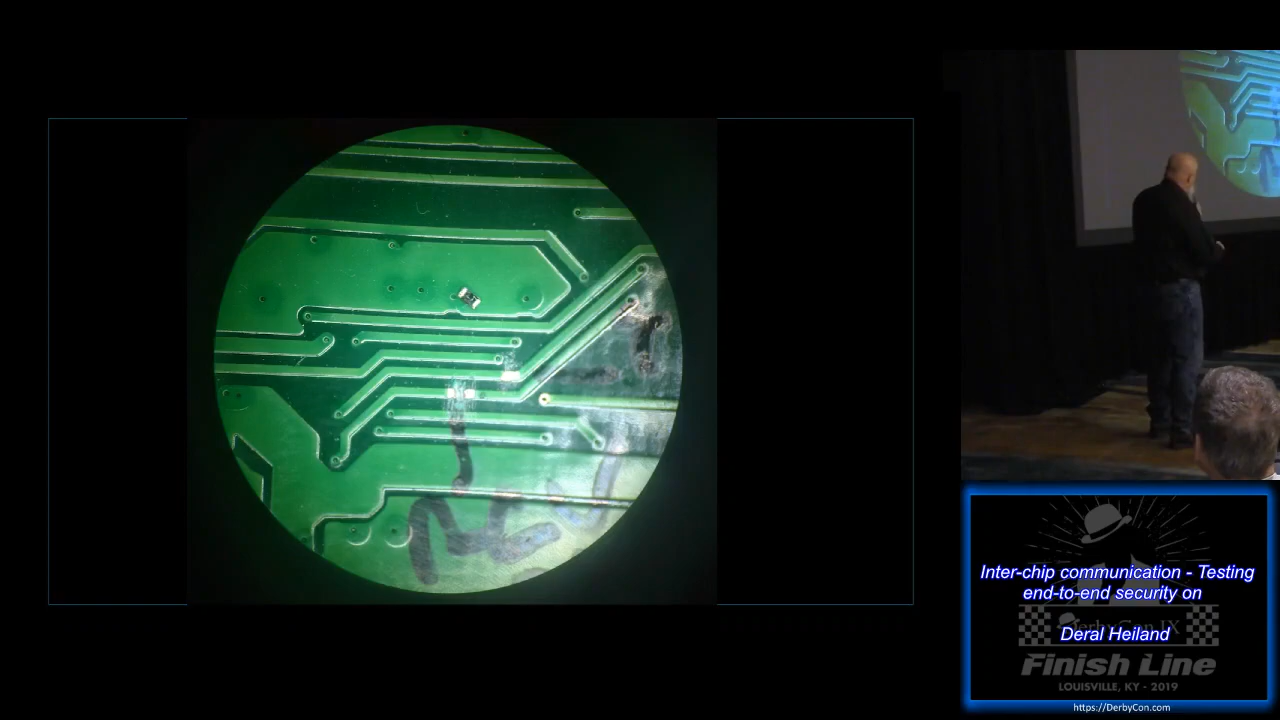 Inter-chip communication - Testing
end-to-end security on
DerbyCon IX
Deral Heiland
Finish Line
LOUISVILLE, KY - 2019
https://DerbyCon.com